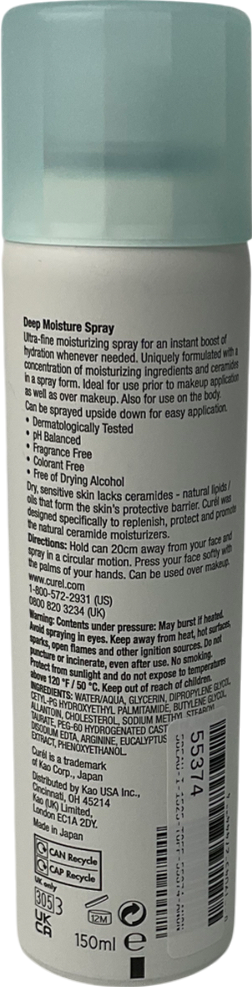 Deep Moisture Spray
Ultra-fine moisturizing spray for an instant boost of
hydration whenever needed. Uniquely formulated with a
concentration of moisturizing ingredients and ceramides
in a spray form. Ideal for use prior to makeup application
as well as over makeup. Also for use on the body.
Can be sprayed upside down for easy application.
• Dermatologically Tested
• pH Balanced
• Fragrance Free
• Colorant Free
• Free of Drying Alcohol
Dry, sensitive skin lacks ceramides - natural lipids /
oils that form the skin's protective barrier. Curél was
designed specifically to replenish, protect and promote
the natural ceramide moisturizers.
Directions: Hold can 20cm away from your face and
spray in a circular motion. Press your face softly with
the palms of your hands. Can be used over makeup.
www.curel.com
1-800-572-2931 (US)
0800 820 3234 (UK)
Warning: Contents under pressure: May burst if heated.
Avoid spraying in eyes. Keep away from heat, hot surfaces,
sparks, open flames and other ignition sources. Do not
puncture or incinerate, even after use. No smoking.
Protect from sunlight and do not expose to temperatures
above 120 °F / 50 °C. Keep out of reach of children.
INGREDIENTS: WATER/AQUA, GLYCERIN, DIPROPYLENE GLYCOL,
CETYL-PG HYDROXYETHYL PALMITAMIDE, BUTYLENE GLYCOL,
ALLANTOIN, CHOLESTEROL, SODIUM METHYL STEAROYL
TAURATE, PEG-60 HYDROGENATED CAST
DISODIUM EDTA, ARGININE, EUCALYPTUS
EXTRACT, PHENOXYETHANOL.
Curél is a trademark
of Kao Corp., Japan
Distributed by Kao USA Inc.,
Cincinnati, OH 45214
Kao (UK) Limited,
London EC1A 2DY.
Made in Japan
CAN Recycle
CAP Recycle
UK only
3053
UKCA
12M
150ml e
55374